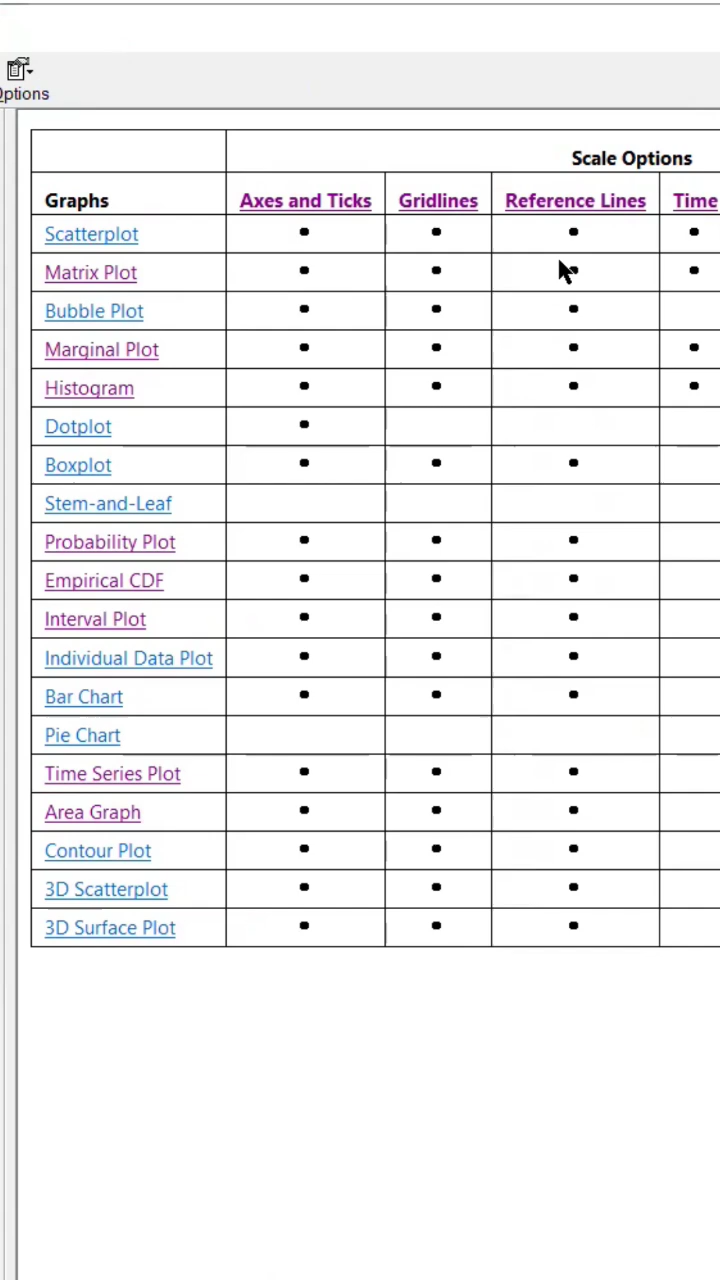 Options
Scale Options
Graphs Axes and Ticks Gridlines Reference Lines Time
Scatterplot • • • •
Matrix Plot • • • •
Bubble Plot • • •
Marginal Plot • • • •
Histogram • • • •
Dotplot •
Boxplot • • •
Stem-and-Leaf
Probability Plot • • •
Empirical CDF • • •
Interval Plot • • •
Individual Data Plot • • •
Bar Chart • • •
Pie Chart
Time Series Plot • • •
Area Graph • • •
Contour Plot • • •
3D Scatterplot • • •
3D Surface Plot • • •